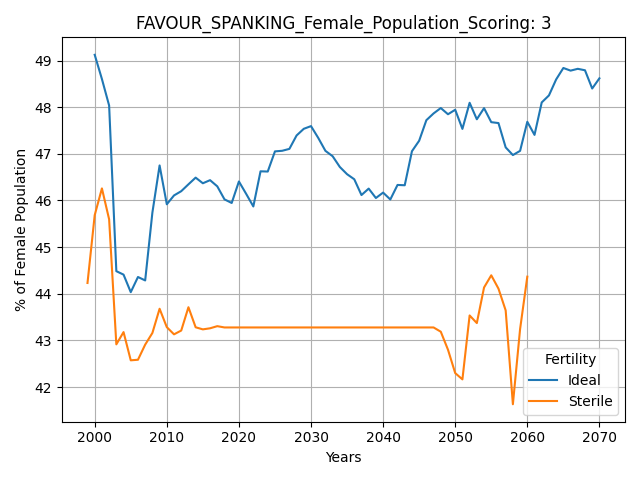 FAVOUR_SPANKING_Female_Population_Scoring: 3
% of Female Population
49
48
47
46
45
44
43
42
2000
2010
2020
2030
2040
2050
2060
2070
Years
Fertility
Ideal
Sterile